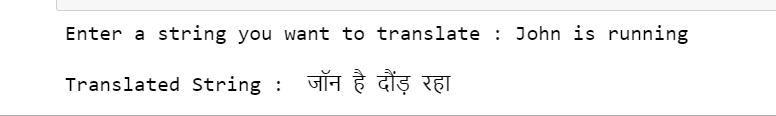 Enter a string you want to translate : John is running
Translated String :  जॉन है दौंड़ रहा